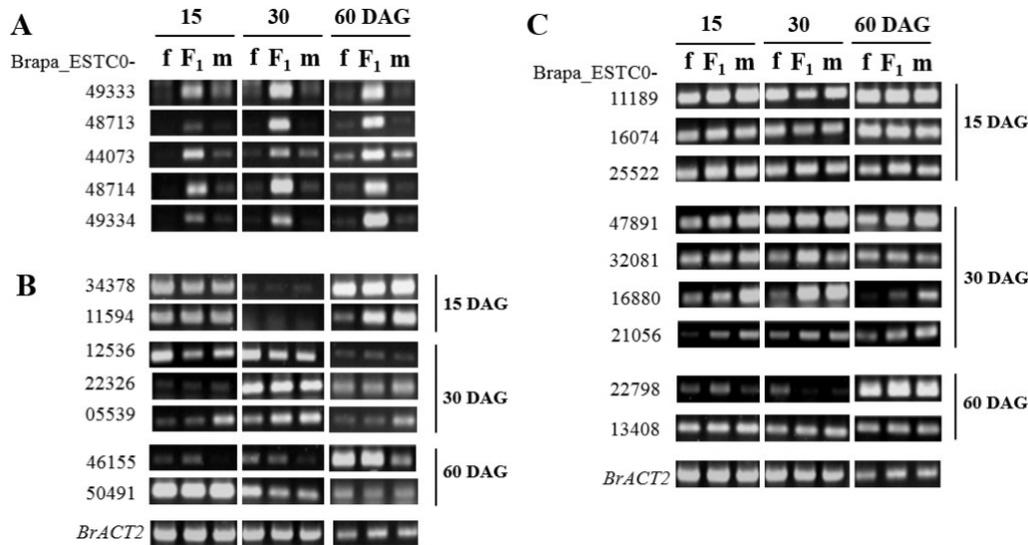 A
15 30 60 DAG
f F₁ m f F₁ m f F₁ m
Brapa_ESTC0-
49333
48713
44073
48714
49334
B
34378
11594
15 DAG
12536
22326
05539
30 DAG
46155
50491
60 DAG
BrACT2
C
15 30 60 DAG
f F₁ m f F₁ m f F₁ m
Brapa_ESTC0-
11189
16074
25522
15 DAG
47891
32081
16880
21056
30 DAG
22798
13408
60 DAG
BrACT2